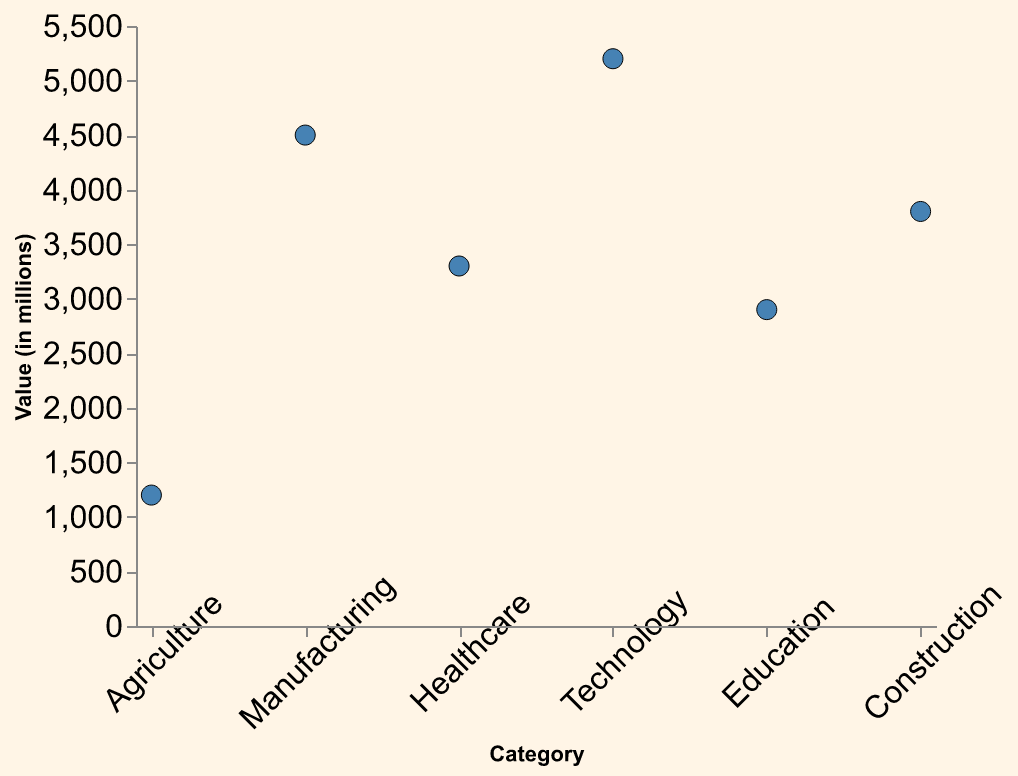 5,500
5,000
4,500
4,000
3,500
3,000
2,500
2,000
1,500
1,000
500
0
Value (in millions)
Agriculture
Manufacturing
Healthcare
Technology
Education
Construction
Category